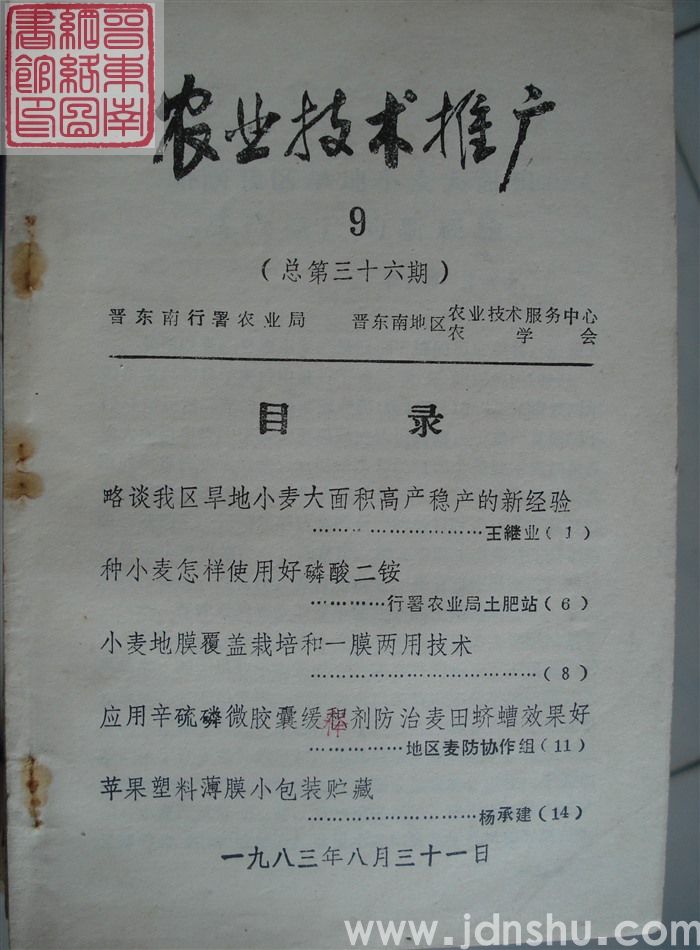 晋東南
網絡圖
書館印
农业技术推广
9
（总第三十六期）
晋东南行署农业局 晋东南地区农业技术服务中心
农学会
目录
略谈我区旱地小麦大面积高产稳产的新经验
…………………………王继业（1）
种小麦怎样使用好磷酸二铵
…………行署农业局土肥站（6）
小麦地膜覆盖栽培和一膜两用技术
…………………………………（8）
应用辛硫磷微胶囊缓释剂防治麦田蛴螬效果好
……………地区麦防协作组（11）
苹果塑料薄膜小包装贮藏
………………………杨承建（14）
一九八三年八月三十一日
www.jdnshu.com